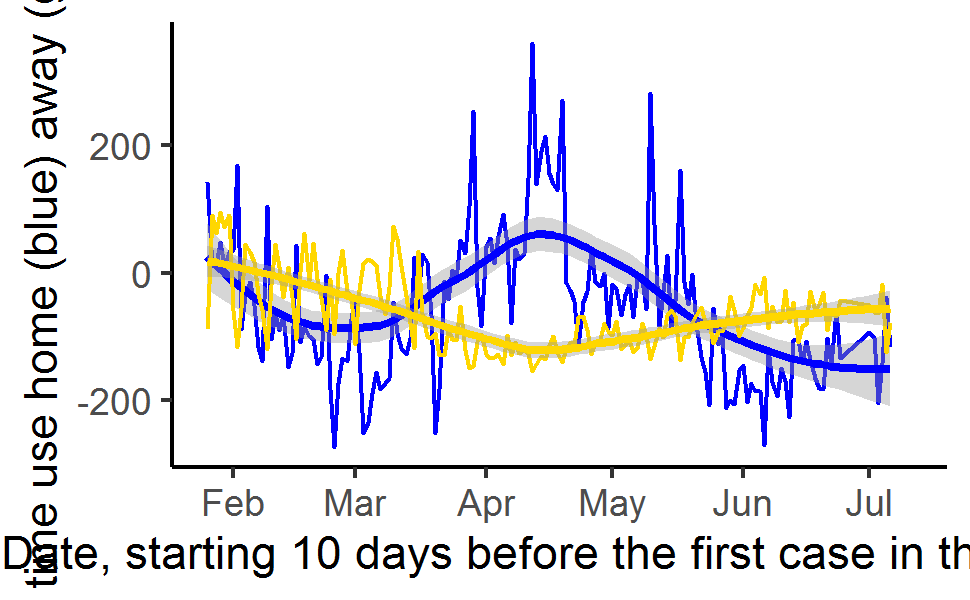 time use home (blue) away (
200
0
-200
Feb Mar Apr May Jun Jul
Date, starting 10 days before the first case in th